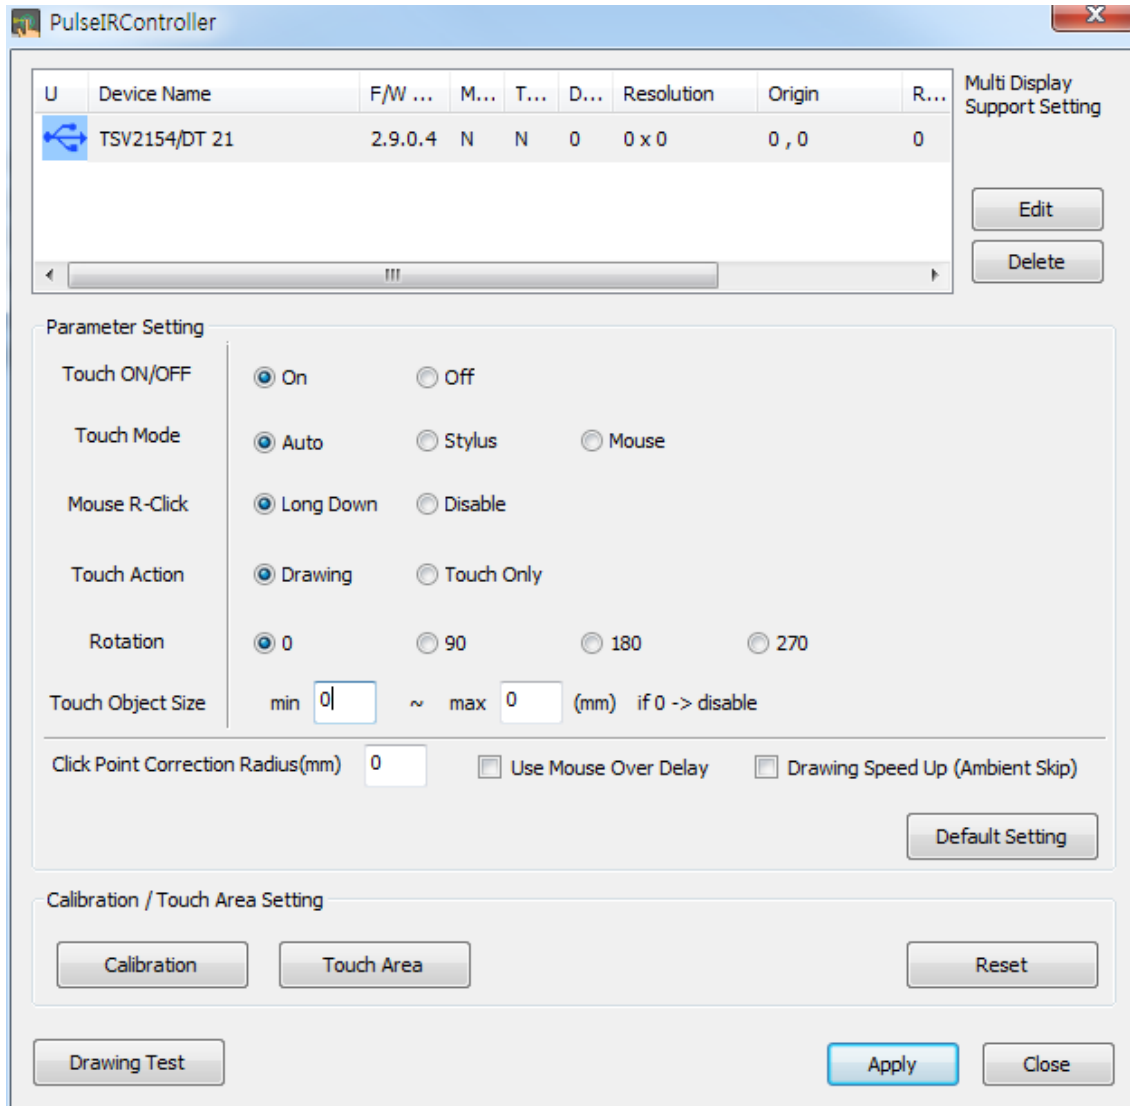 PulseIRController
U Device Name F/W ... M... T... D... Resolution Origin R...
TSV2154/DT 21 2.9.0.4 N N 0 0 x 0 0 , 0 0
Multi Display
Support Setting
Edit
Delete
Parameter Setting
Touch ON/OFF On Off
Touch Mode Auto Stylus Mouse
Mouse R-Click Long Down Disable
Touch Action Drawing Touch Only
Rotation 0 90 180 270
Touch Object Size min 0 ~ max 0 (mm) if 0 -> disable
Click Point Correction Radius(mm) 0 Use Mouse Over Delay Drawing Speed Up (Ambient Skip)
Default Setting
Calibration / Touch Area Setting
Calibration Touch Area Reset
Drawing Test Apply Close